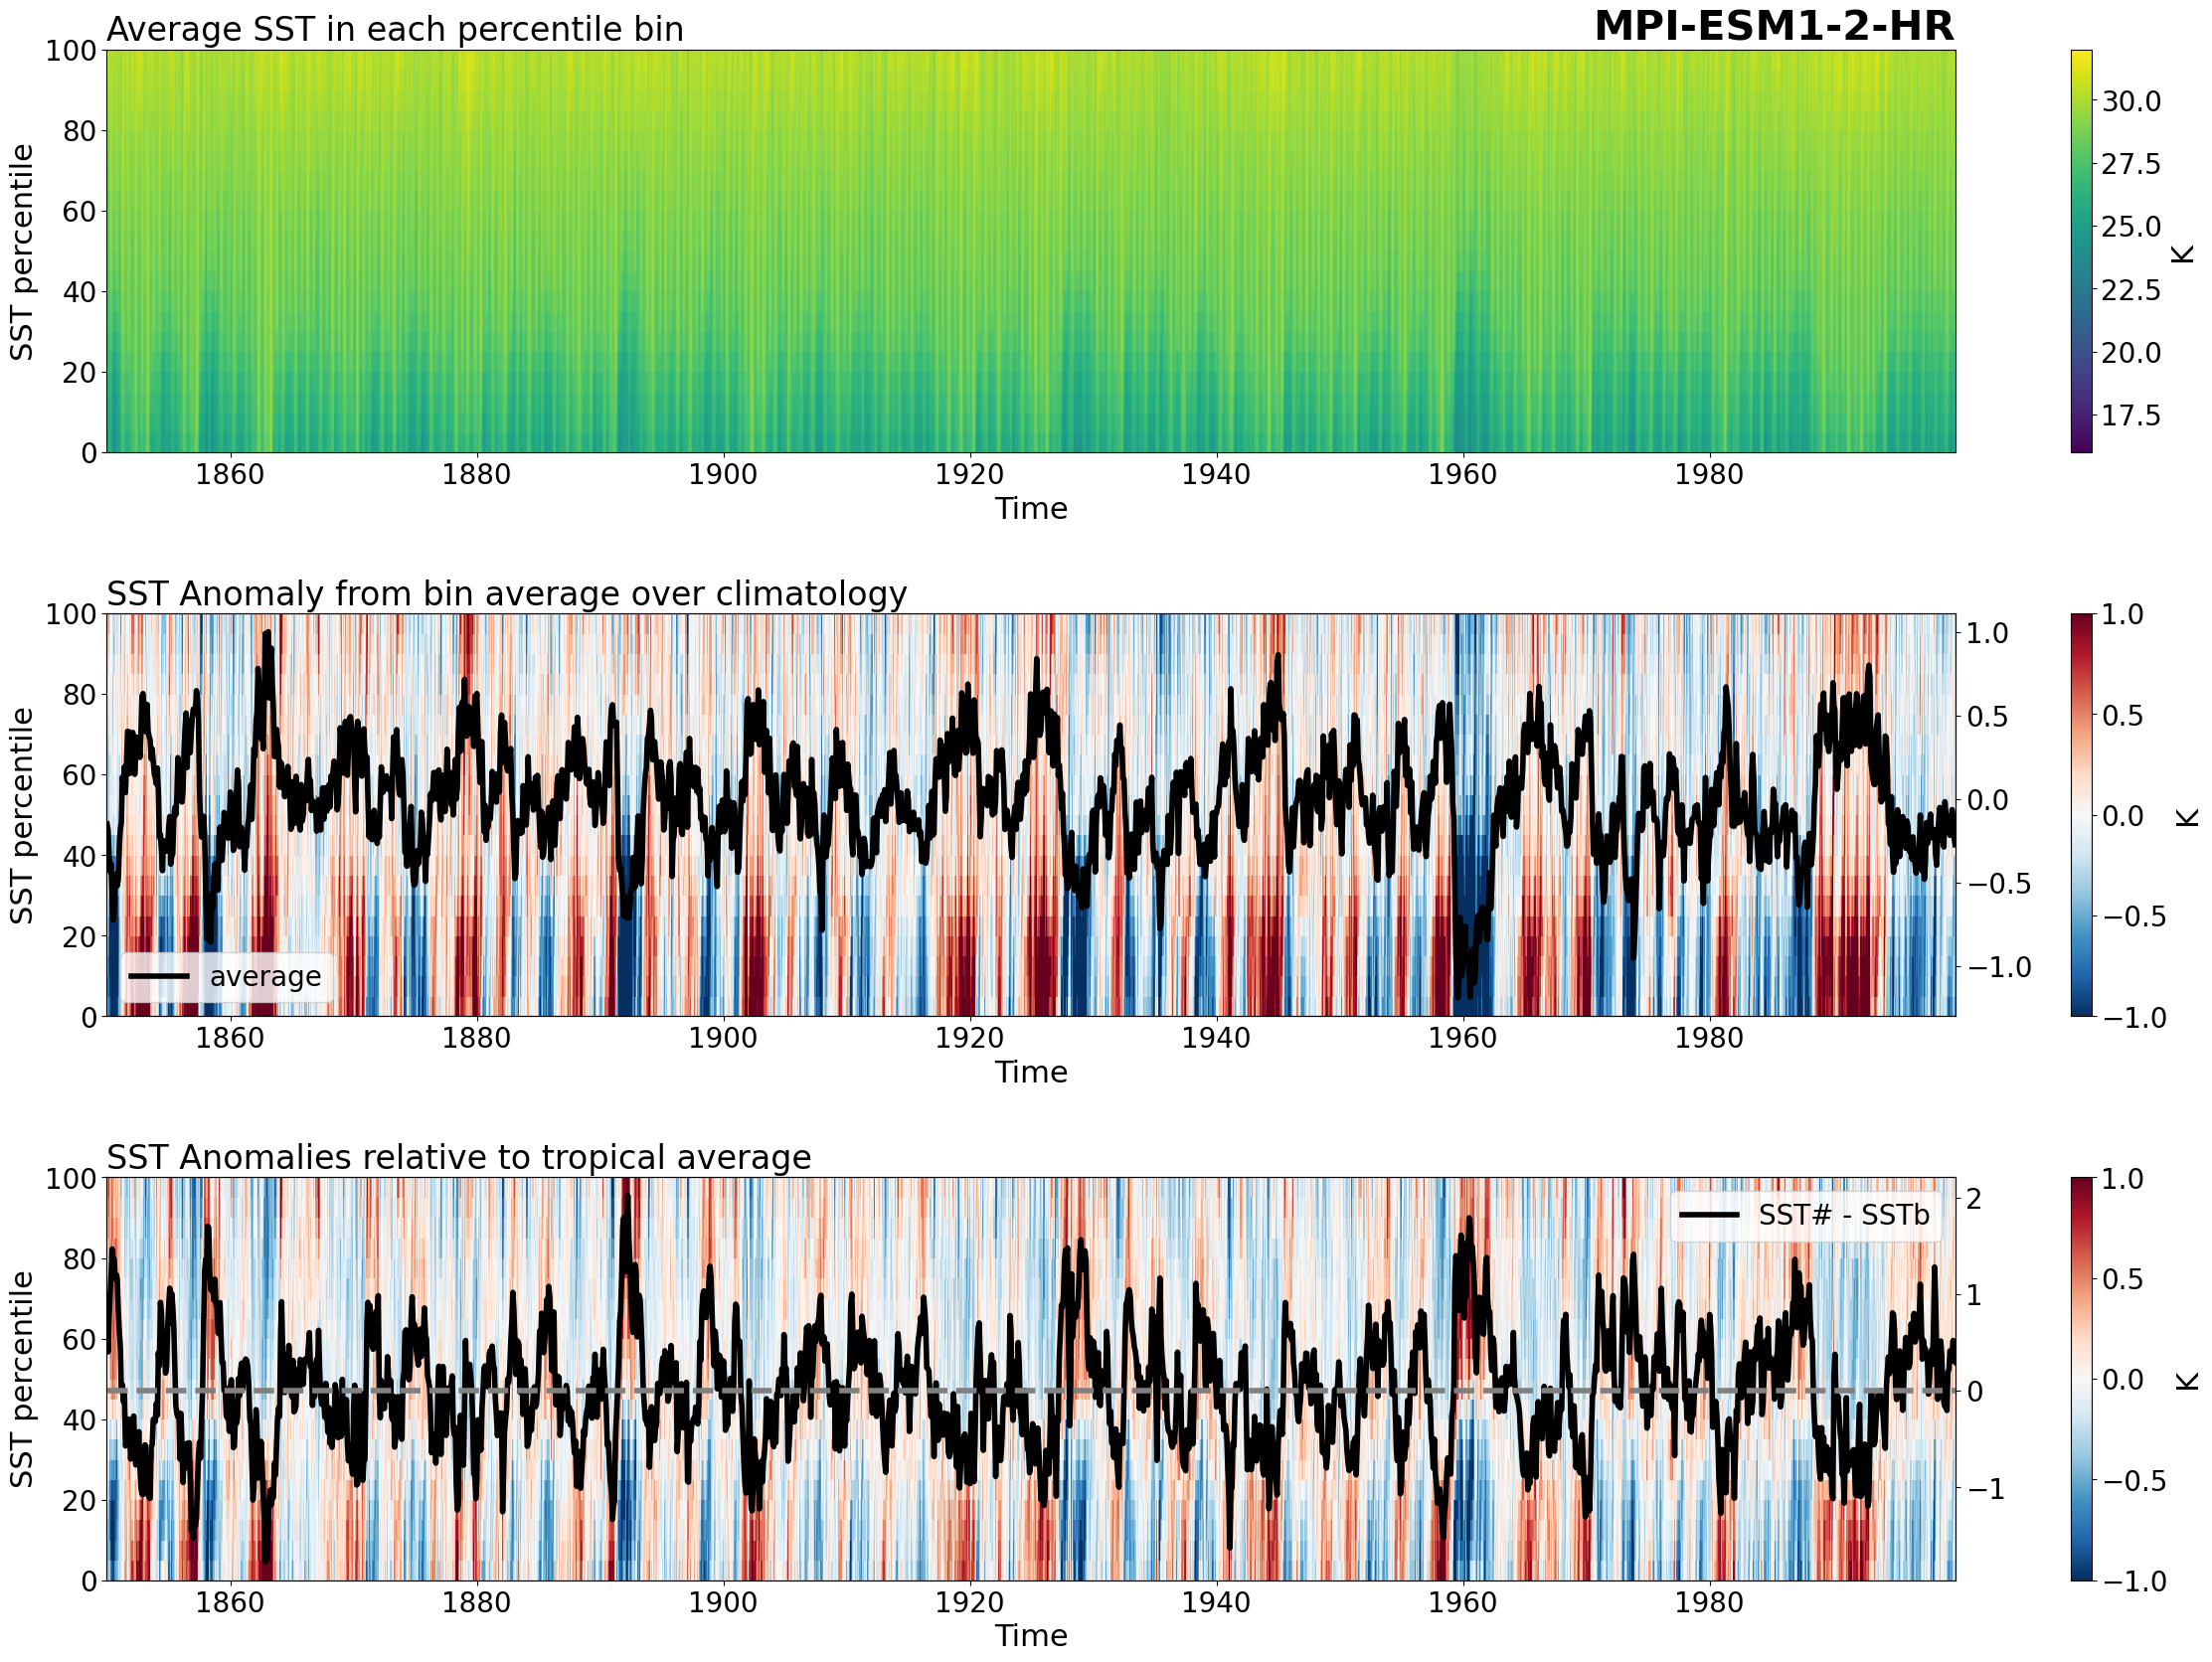 Average SST in each percentile bin
MPI-ESM1-2-HR
100
80
60
40
20
0
SST percentile
1860 1880 1900 1920 1940 1960 1980
Time
30.0
27.5
25.0
22.5
20.0
17.5
K
SST Anomaly from bin average over climatology
100
80
60
40
20
0
SST percentile
average
1860 1880 1900 1920 1940 1960 1980
Time
1.0
0.5
0.0
−0.5
−1.0
1.0
0.5
0.0
−0.5
−1.0
K
SST Anomalies relative to tropical average
100
80
60
40
20
0
SST percentile
SST# - SSTb
1860 1880 1900 1920 1940 1960 1980
Time
2
1
0
−1
1.0
0.5
0.0
−0.5
−1.0
K